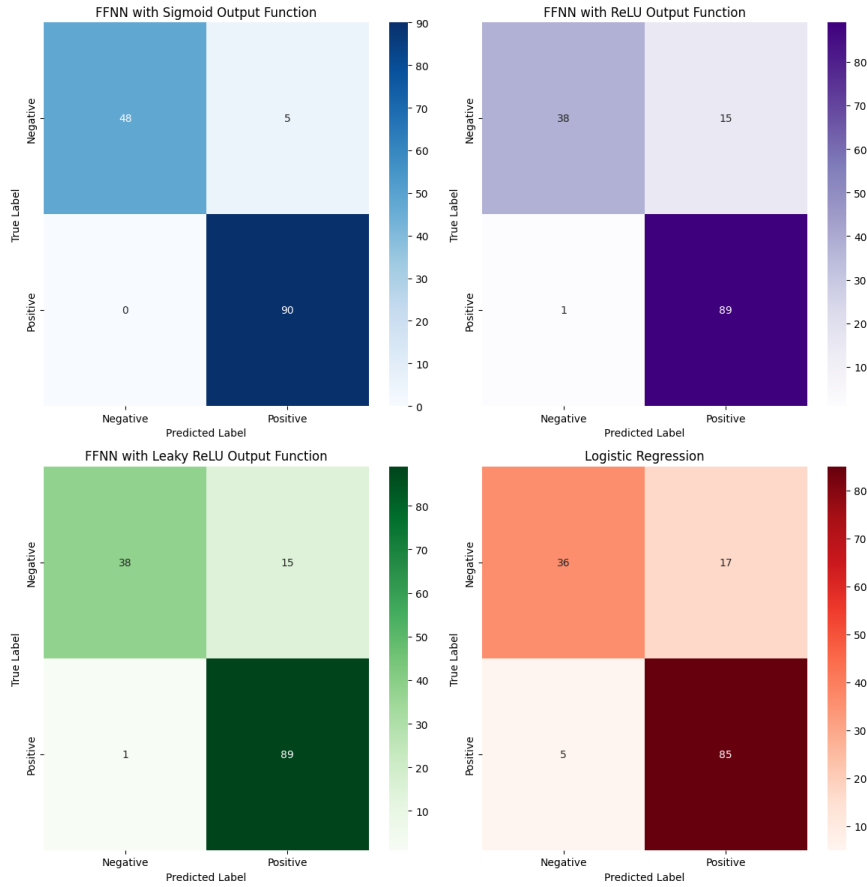 FFNN with Sigmoid Output Function
90
80
70
60
50
40
30
20
10
0
Negative
Positive
True Label
48
5
0
90
Negative
Positive
Predicted Label
FFNN with ReLU Output Function
80
70
60
50
40
30
20
10
Negative
Positive
True Label
38
15
1
89
Negative
Positive
Predicted Label
FFNN with Leaky ReLU Output Function
80
70
60
50
40
30
20
10
Negative
Positive
True Label
38
15
1
89
Negative
Positive
Predicted Label
Logistic Regression
80
70
60
50
40
30
20
10
Negative
Positive
True Label
36
17
5
85
Negative
Positive
Predicted Label